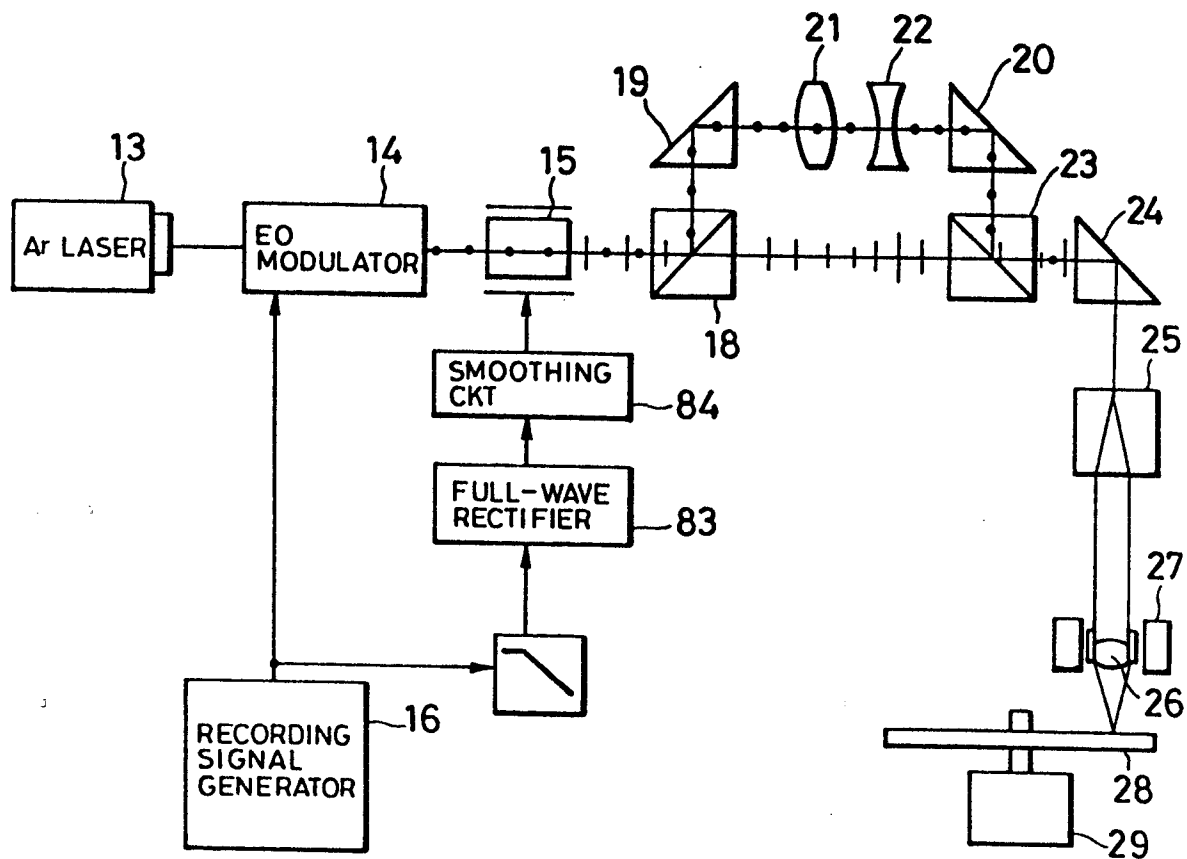 21
22
19
20
13
14
15
23
24
Ar LASER
EO
MODULATOR
18
25
SMOOTHING
CKT
84
FULL-WAVE
RECTIFIER
83
27
26
16
RECORDING
SIGNAL
GENERATOR
28
29